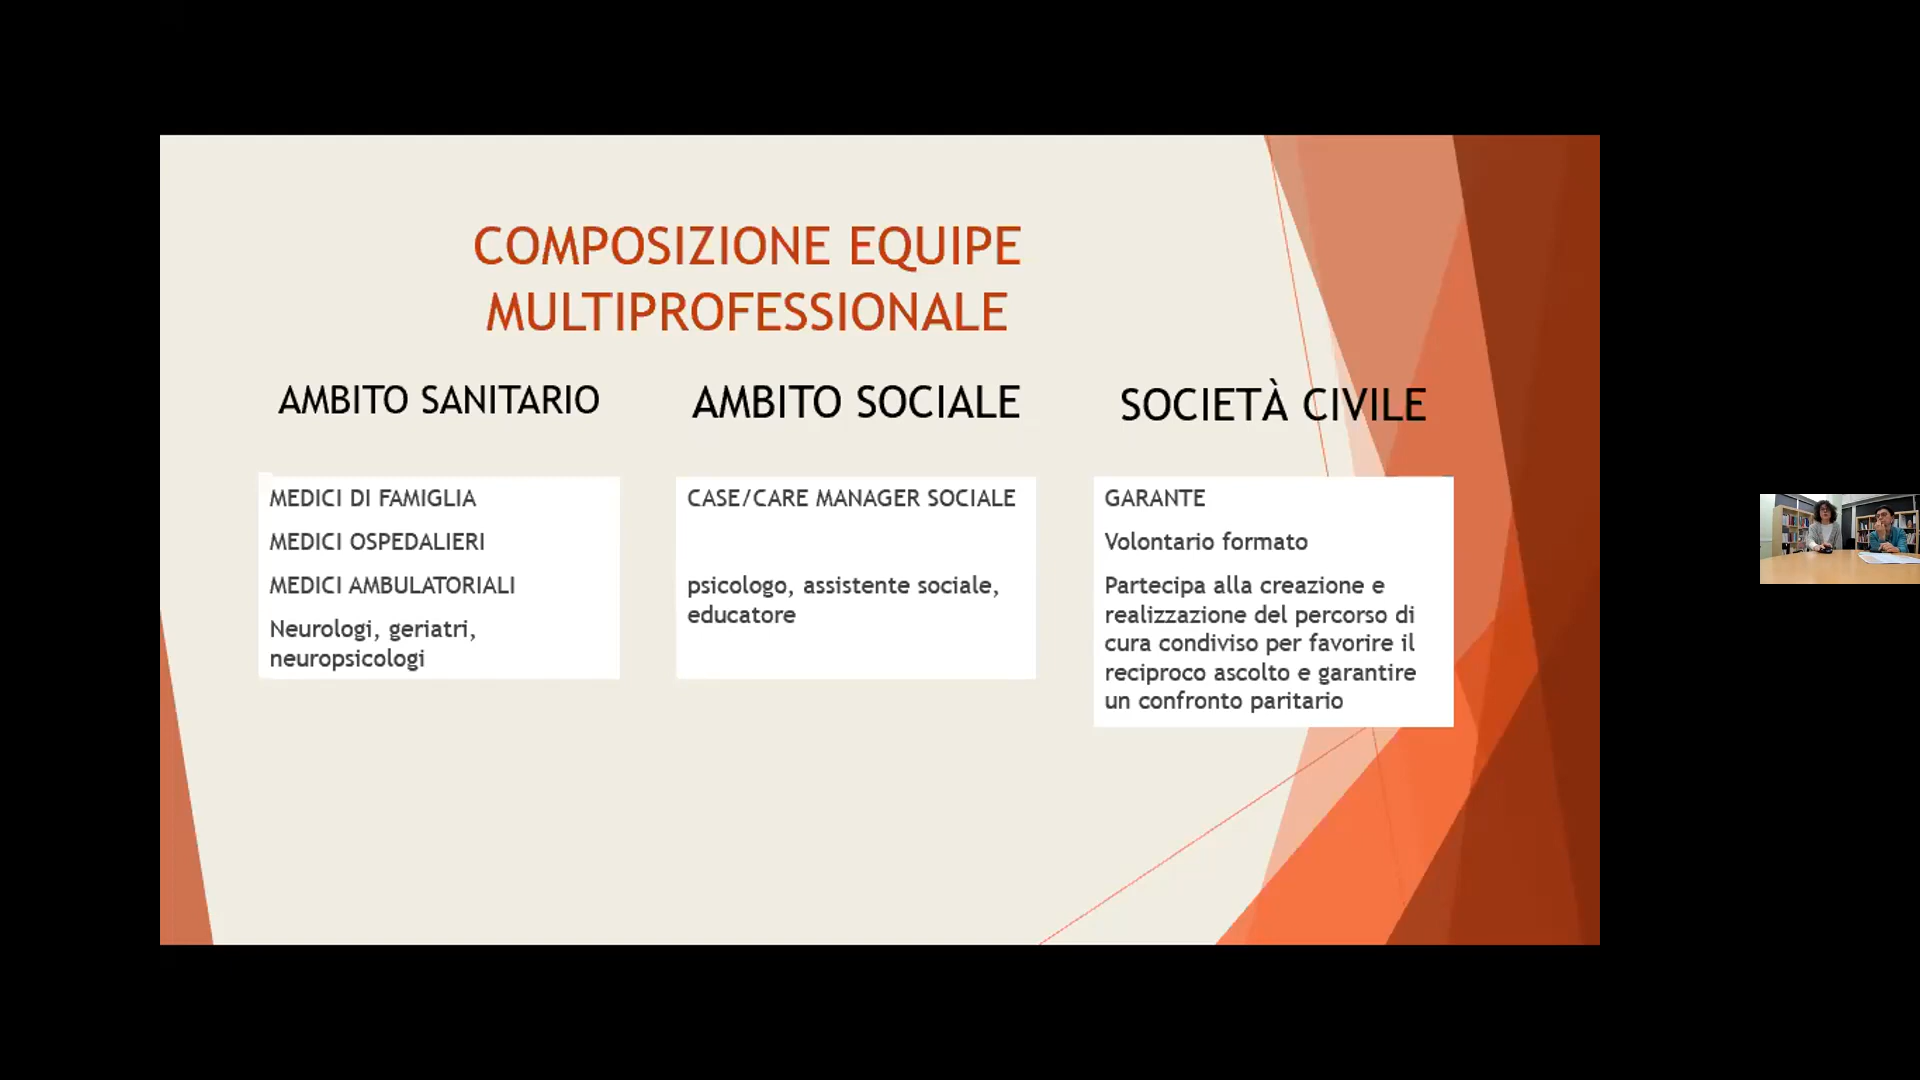 COMPOSIZIONE EQUIPE
MULTIPROFESSIONALE
AMBITO SANITARIO
MEDICI DI FAMIGLIA
MEDICI OSPEDALIERI
MEDICI AMBULATORIALI
Neurologi, geriatri,
neuropsicologi
AMBITO SOCIALE
CASE/CARE MANAGER SOCIALE
psicologo, assistente sociale,
educatore
SOCIETÀ CIVILE
GARANTE
Volontario formato
Partecipa alla creazione e
realizzazione del percorso di
cura condiviso per favorire il
reciproco ascolto e garantire
un confronto paritario